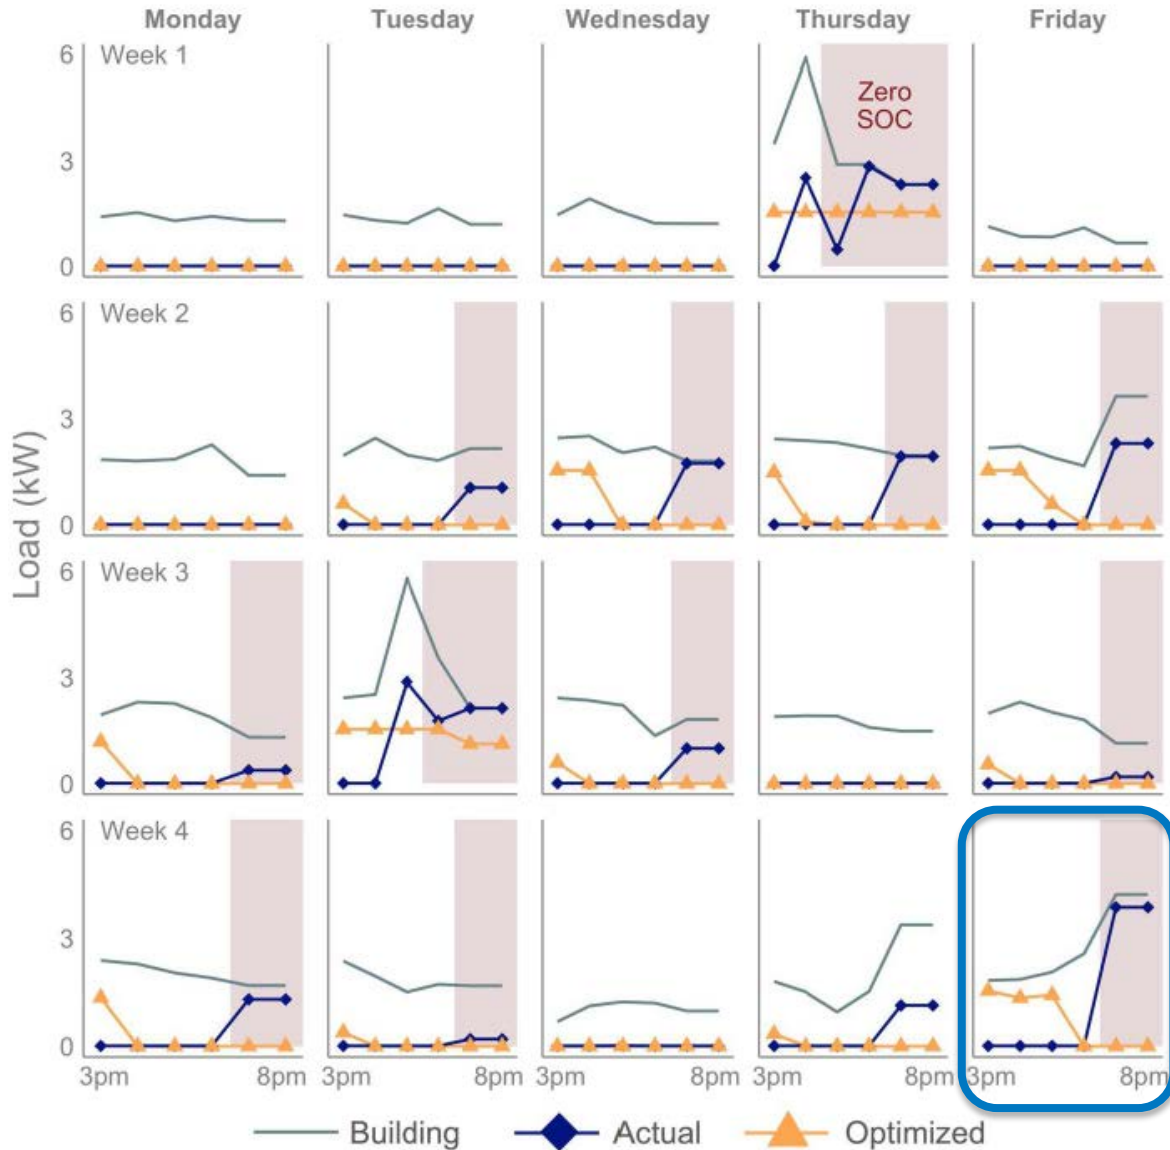 Monday Tuesday Wednesday Thursday Friday
6 Week 1
Zero
SOC
3
0
6 Week 2
3
0
Load (kW)
6 Week 3
3
0
6 Week 4
3
0
3pm 8pm 3pm 8pm 3pm 8pm 3pm 8pm 3pm 8pm
Building Actual Optimized